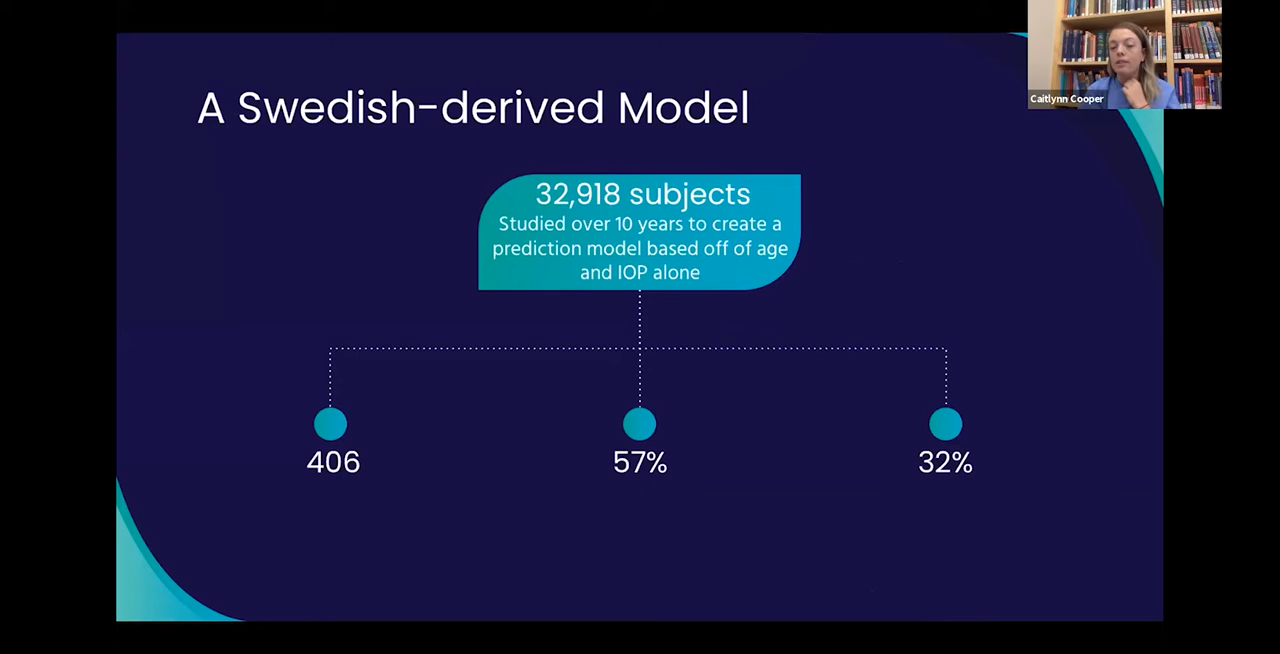 Caitlynn Cooper
A Swedish-derived Model
32,918 subjects
Studied over 10 years to create a
prediction model based off of age
and IOP alone
406
57%
32%